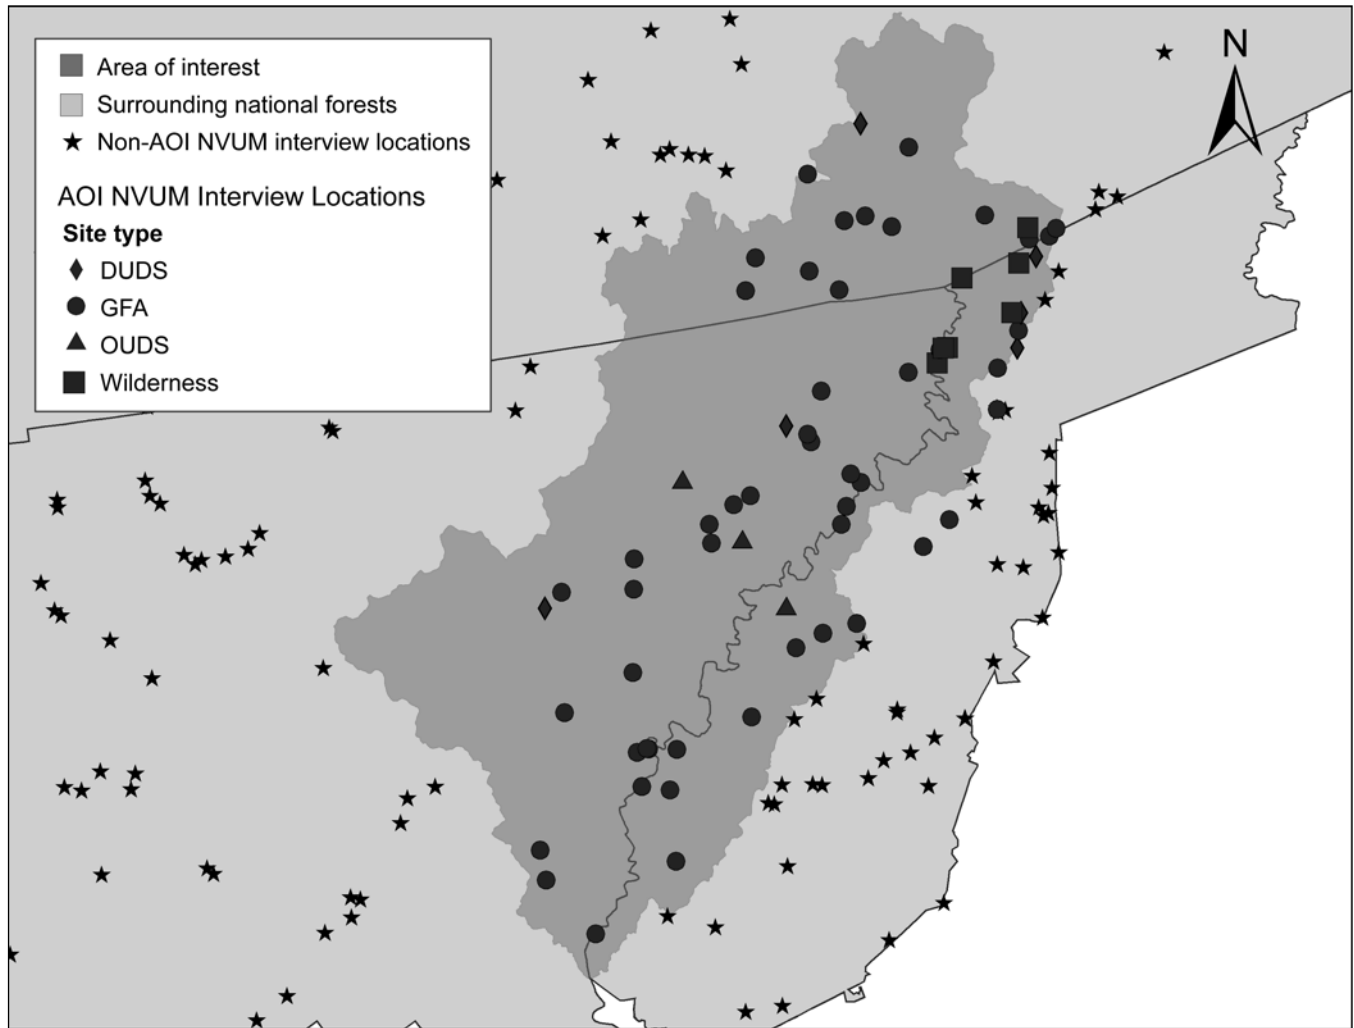 Area of interest
Surrounding national forests
Non-AOI NVUM interview locations
AOI NVUM Interview Locations
Site type
DUDS
GFA
OUDS
Wilderness
N